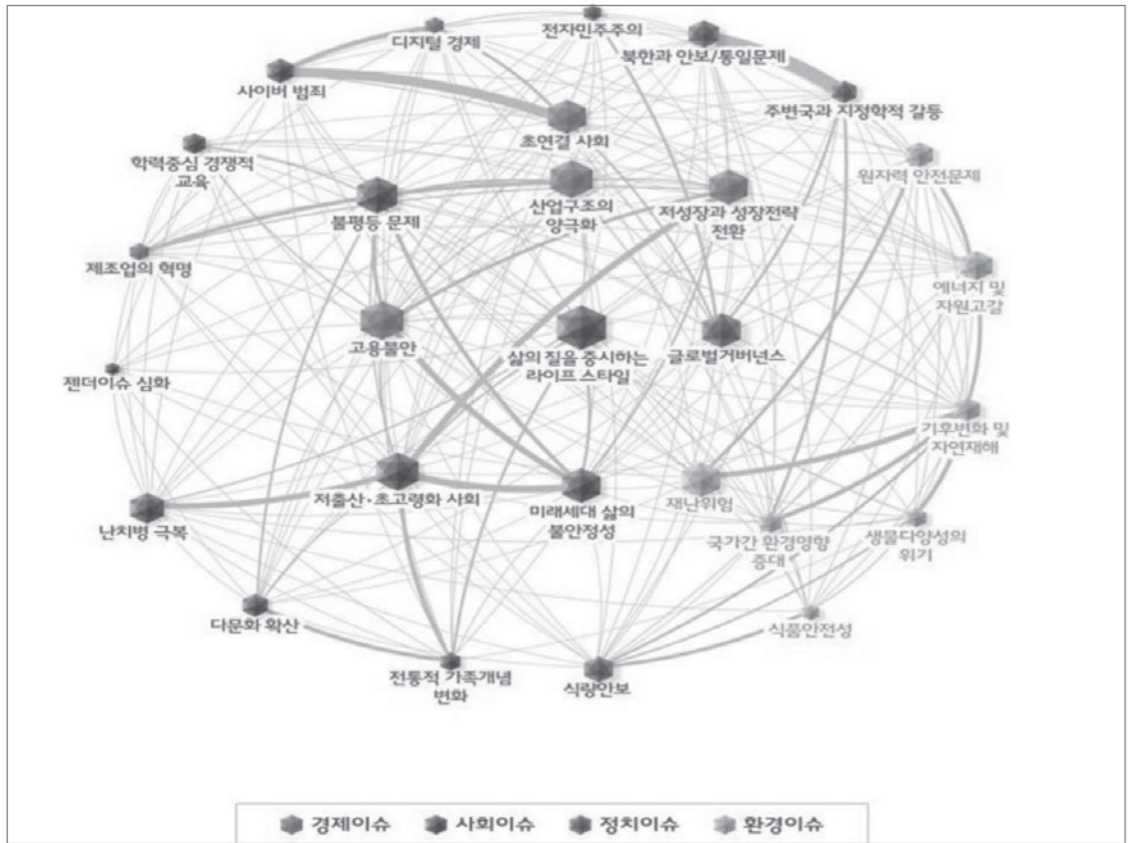 전자민주주의
디지털 경제
북한과 안보/통일문제
사이버 범죄
주변국과 지정학적 갈등
초연결 사회
학력중심 경쟁적
교육
원자력 안전문제
산업구조의
양극화
저성장과 성장전략
전환
불평등 문제
제조업의 혁명
에너지 및
자원고갈
고용불안
삶의 질을 중시하는
라이프 스타일
글로벌거버넌스
젠더이슈 심화
기후변화 및
자연재해
저출산·초고령화 사회
미래세대 삶의
불안정성
재난위험
난치병 극복
국가간 환경영향
증대
생물다양성의
위기
다문화 확산
식품안전성
전통적 가족개념
변화
식량안보
경제이슈 사회이슈 정치이슈 환경이슈